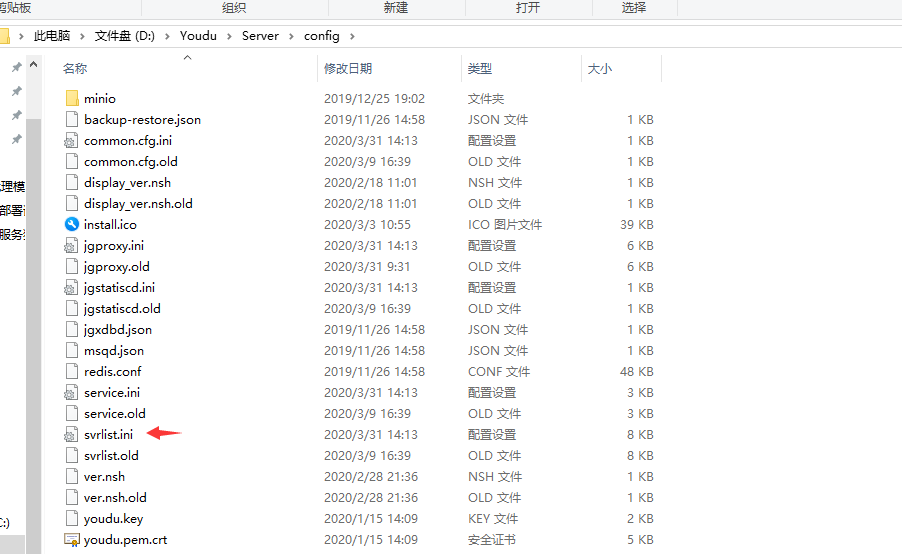 剪贴板 组织 新建 打开 选择
此电脑 › 文件盘 (D:) › Youdu › Server › config ›
名称 修改日期 类型 大小
minio 2019/12/25 19:02 文件夹
backup-restore.json 2019/11/26 14:58 JSON 文件 1 KB
common.cfg.ini 2020/3/31 14:13 配置设置 1 KB
common.cfg.old 2020/3/9 16:39 OLD 文件 1 KB
display_ver.nsh 2020/2/18 11:01 NSH 文件 1 KB
display_ver.nsh.old 2020/2/18 11:01 OLD 文件 1 KB
install.ico 2020/3/3 10:55 ICO 图片文件 39 KB
jgproxy.ini 2020/3/31 14:13 配置设置 6 KB
jgproxy.old 2020/3/31 9:31 OLD 文件 6 KB
jgstatiscd.ini 2020/3/31 14:13 配置设置 1 KB
jgstatiscd.old 2020/3/9 16:39 OLD 文件 1 KB
jgxdbd.json 2019/11/26 14:58 JSON 文件 1 KB
msqd.json 2019/11/26 14:58 JSON 文件 1 KB
redis.conf 2019/11/26 14:58 CONF 文件 48 KB
service.ini 2020/3/31 14:13 配置设置 3 KB
service.old 2020/3/9 16:39 OLD 文件 3 KB
svrlist.ini 2020/3/31 14:13 配置设置 8 KB
svrlist.old 2020/3/9 16:39 OLD 文件 8 KB
ver.nsh 2020/2/28 21:36 NSH 文件 1 KB
ver.nsh.old 2020/2/28 21:36 OLD 文件 1 KB
youdu.key 2020/1/15 14:09 KEY 文件 2 KB
youdu.pem.crt 2020/1/15 14:09 安全证书 5 KB
理模
部署
服务
:)